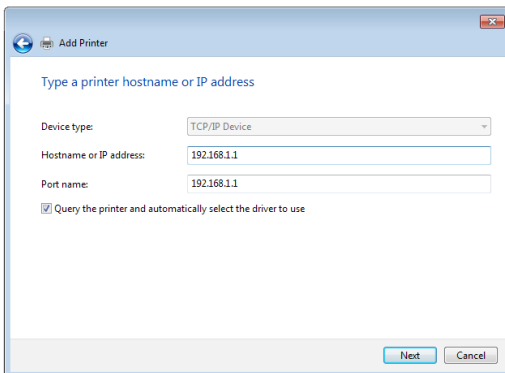 Add Printer
Type a printer hostname or IP address
Device type: TCP/IP Device
Hostname or IP address: 192.168.1.1
Port name: 192.168.1.1
Query the printer and automatically select the driver to use
Next Cancel